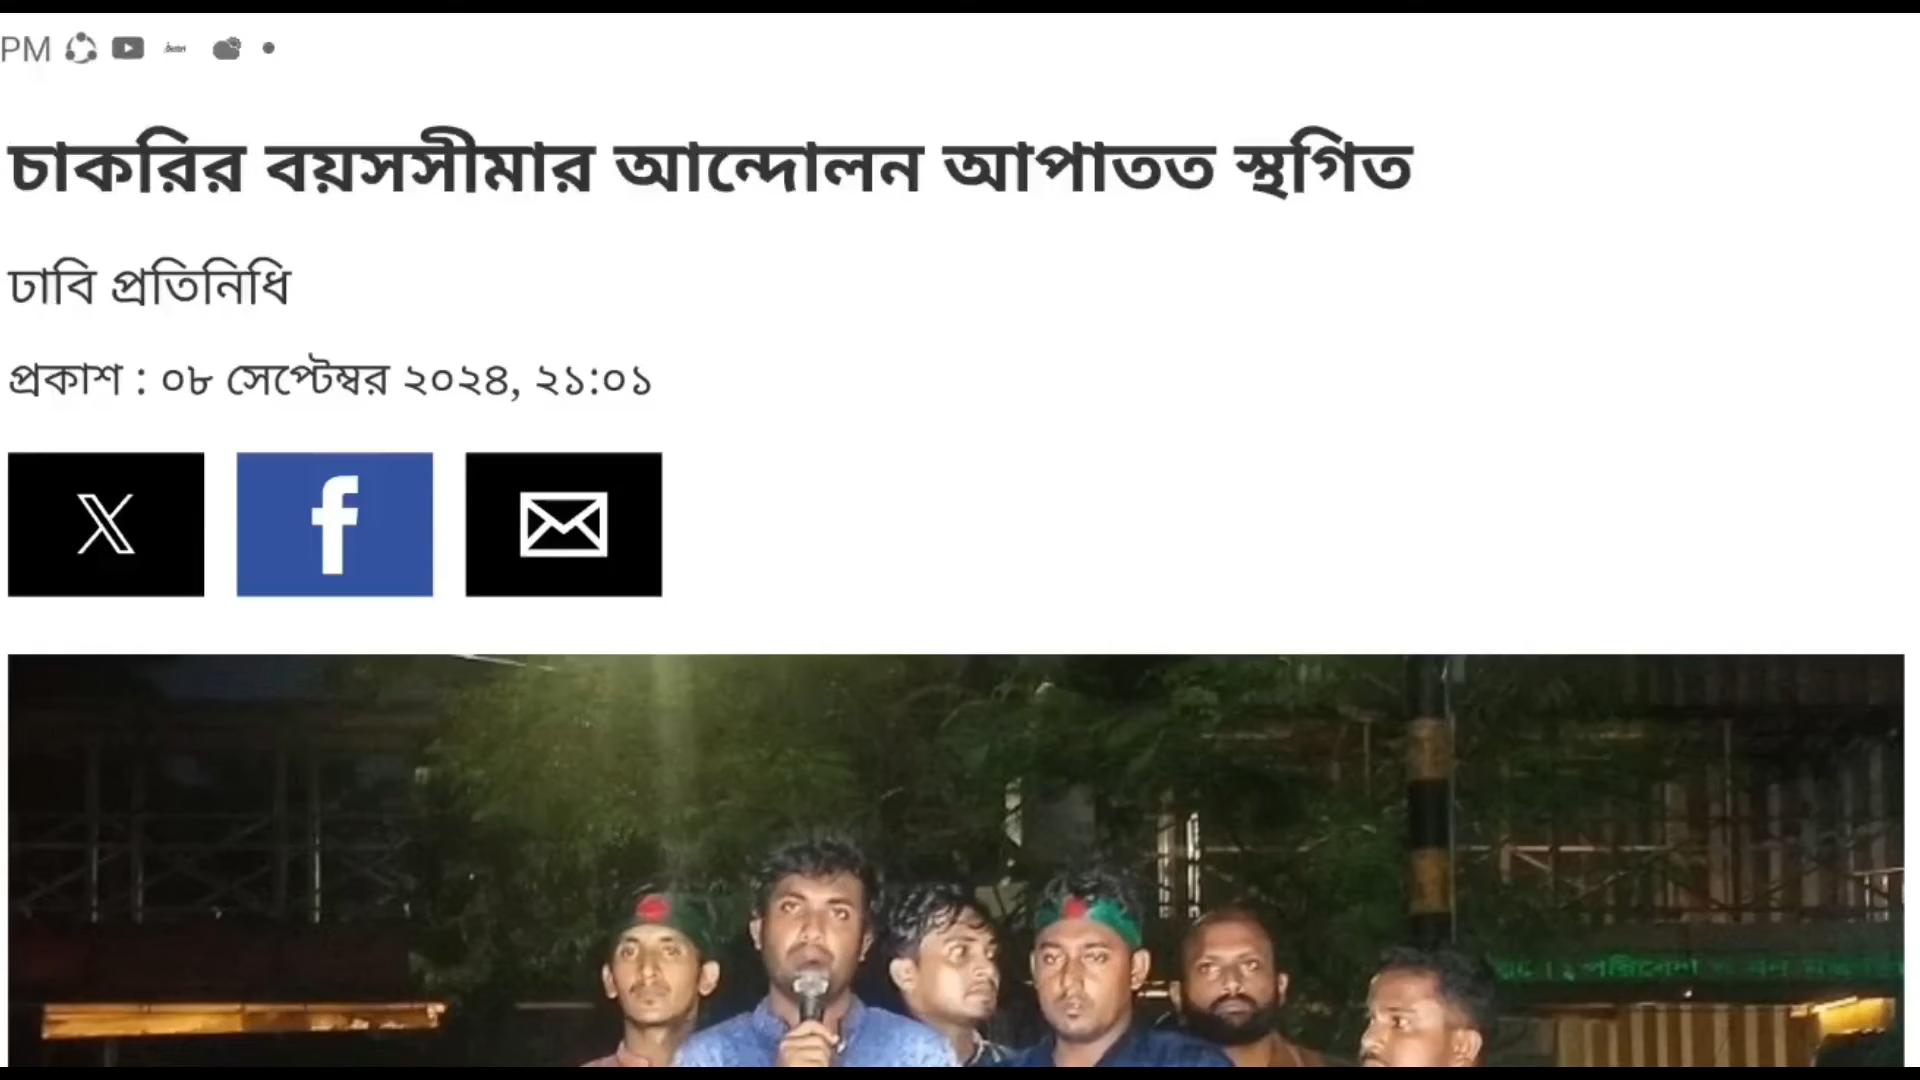 PM
চাকরির বয়সসীমার আন্দোলন আপাতত স্থগিত
ঢাবি প্রতিনিধি
প্রকাশ : ০৮ সেপ্টেম্বর ২০২৪, ২১:০১